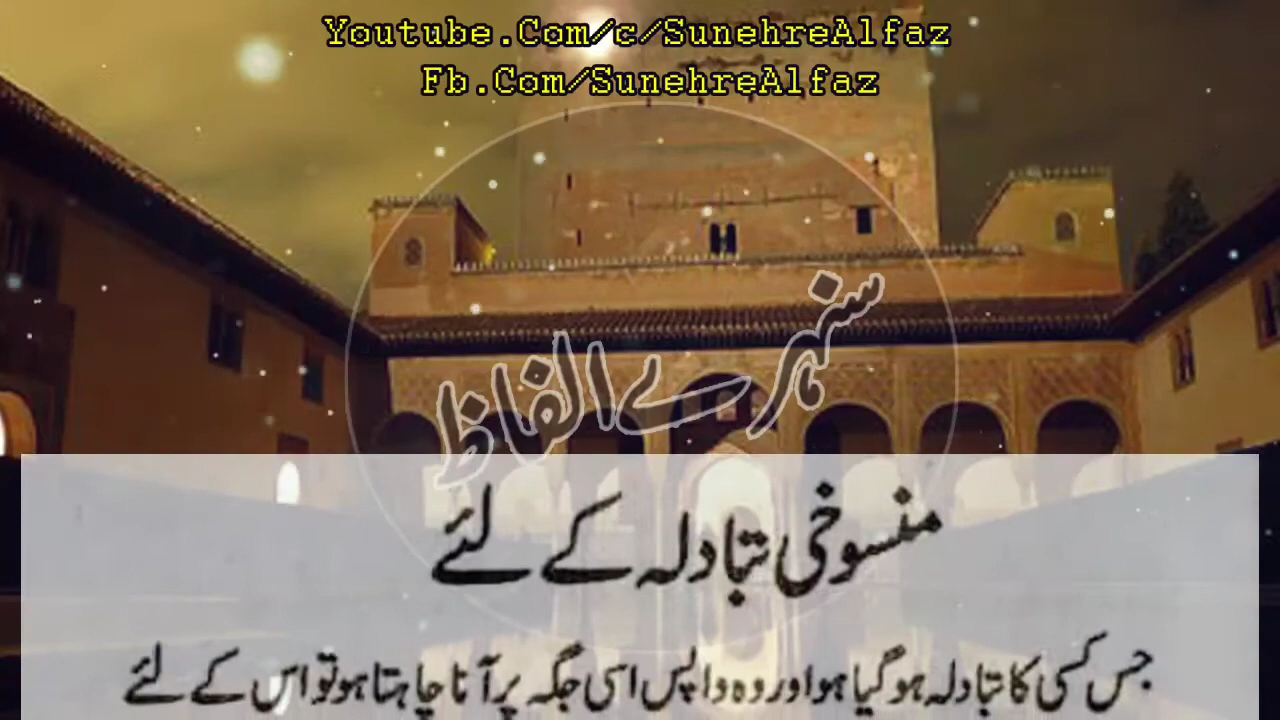 Youtube.Com/c/SunehreAlfaz
Fb.Com/SunehreAlfaz
سنہرے الفاظ
منسوخی تبادلہ کے لئے
جس کسی کا تبادلہ ہو گیا ہو اور وہ واپس اسی جگہ پر آنا چاہتا ہو تو اس کے لئے